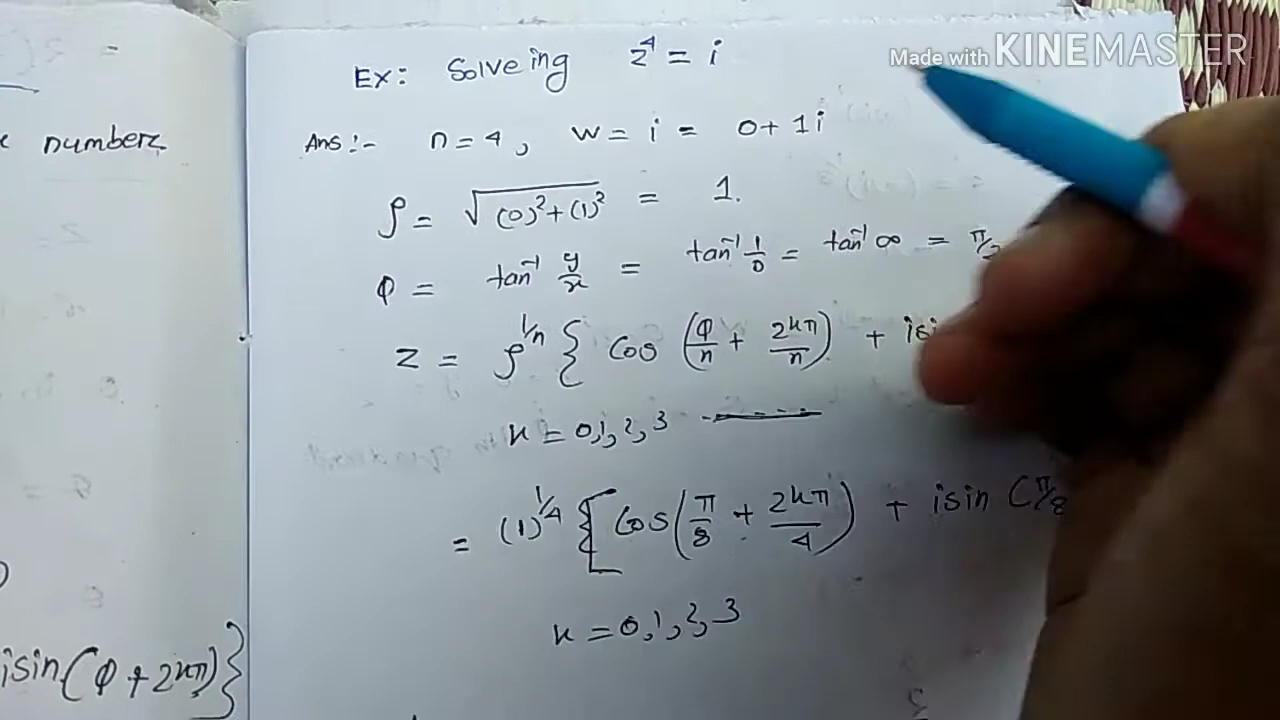 Made with KINEMASTER
Ex: Solveing z⁴ = i
numbers
Ans :- n = 4 , w = i = 0 + 1i
ρ = √(0)² + (1)² = 1.
φ = tan⁻¹ y/x = tan⁻¹ 1/0 = tan⁻¹ ∞ = π/2
z = ρ^1/n { Cos (φ/n + 2kπ/n) + isi
k = 0,1,2,3
= (1)^1/4 [ Cos (π/8 + 2kπ/4) + isin (π/8
k = 0,1,2,3
isin(φ + 2kπ)}